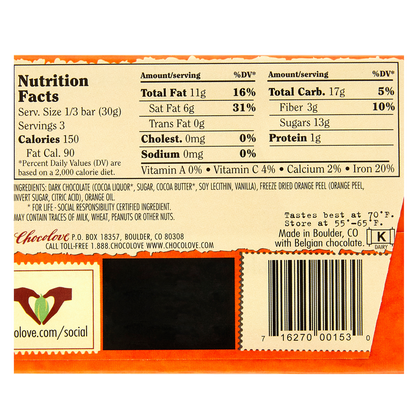 Nutrition Facts
Serv. Size 1/3 bar (30g)
Servings 3
Calories 150
Fat Cal. 90
*Percent Daily Values (DV) are
based on a 2,000 calorie diet.
Amount/serving %DV*
Total Fat 11g 16%
Sat Fat 6g 31%
Trans Fat 0g
Cholest. 0mg 0%
Sodium 0mg 0%
Amount/serving %DV*
Total Carb. 17g 5%
Fiber 3g 10%
Sugars 13g
Protein 1g
Vitamin A 0% • Vitamin C 4% • Calcium 2% • Iron 20%
INGREDIENTS: DARK CHOCOLATE (COCOA LIQUOR*, SUGAR, COCOA BUTTER*, SOY LECITHIN, VANILLA), FREEZE DRIED ORANGE PEEL (ORANGE PEEL,
INVERT SUGAR, CITRIC ACID), ORANGE OIL.
* FOR LIFE - SOCIAL RESPONSIBILITY CERTIFIED INGREDIENT.
MAY CONTAIN TRACES OF MILK, WHEAT, PEANUTS OR OTHER NUTS.
Tastes best at 70°F.
Store at 55°-65°F.
Chocolove P.O. BOX 18357, BOULDER, CO 80308
CALL TOLL-FREE 1.888.CHOCOLOVE WWW.CHOCOLOVE.COM
Made in Boulder, CO
with Belgian chocolate.
K
DAIRY
olove.com/social
7 16270 00153 0